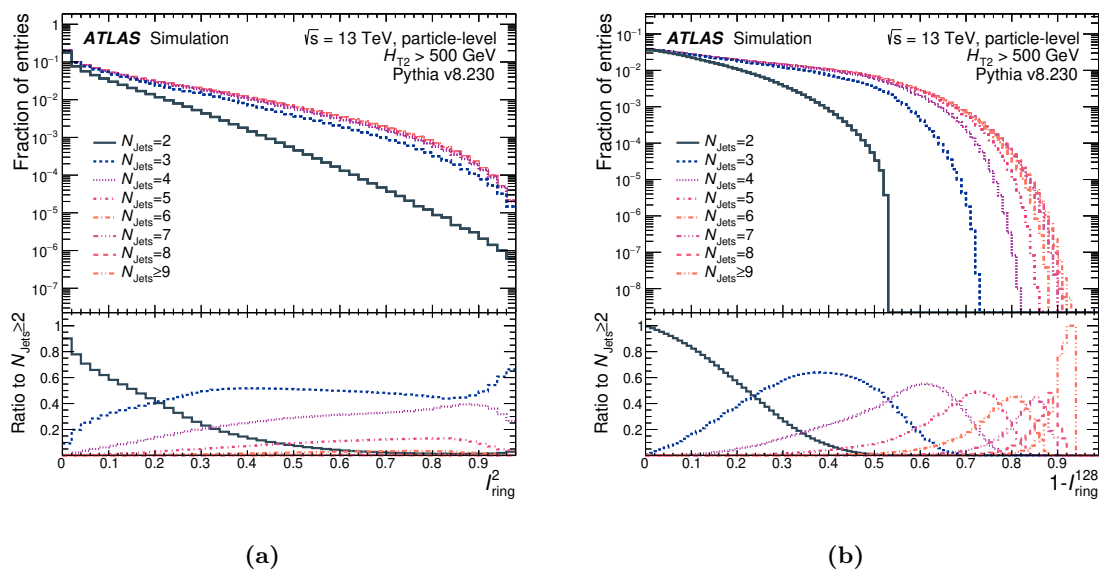 ATLAS Simulation
√s = 13 TeV, particle-level
H_T2 > 500 GeV
Pythia v8.230
Fraction of entries
1
10⁻¹
10⁻²
10⁻³
10⁻⁴
10⁻⁵
10⁻⁶
10⁻⁷
N_Jets=2
N_Jets=3
N_Jets=4
N_Jets=5
N_Jets=6
N_Jets=7
N_Jets=8
N_Jets≥9
Ratio to N_Jets≥2
1
0.8
0.6
0.4
0.2
0 0.1 0.2 0.3 0.4 0.5 0.6 0.7 0.8 0.9
I²_ring
(a)
ATLAS Simulation
√s = 13 TeV, particle-level
H_T2 > 500 GeV
Pythia v8.230
Fraction of entries
10⁻¹
10⁻²
10⁻³
10⁻⁴
10⁻⁵
10⁻⁶
10⁻⁷
10⁻⁸
N_Jets=2
N_Jets=3
N_Jets=4
N_Jets=5
N_Jets=6
N_Jets=7
N_Jets=8
N_Jets≥9
Ratio to N_Jets≥2
1
0.8
0.6
0.4
0.2
0 0.1 0.2 0.3 0.4 0.5 0.6 0.7 0.8 0.9
1-I¹²⁸_ring
(b)